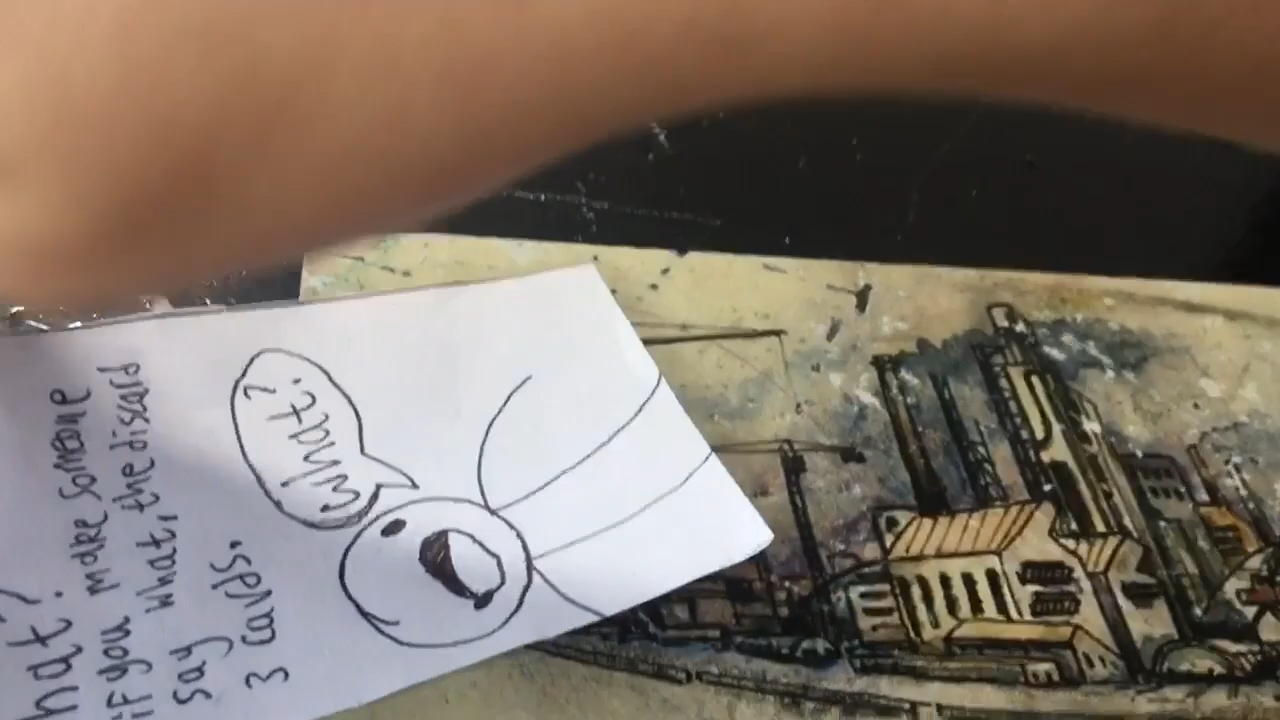 hat?
if you make someone
say what, the discard
3 cards.
What?